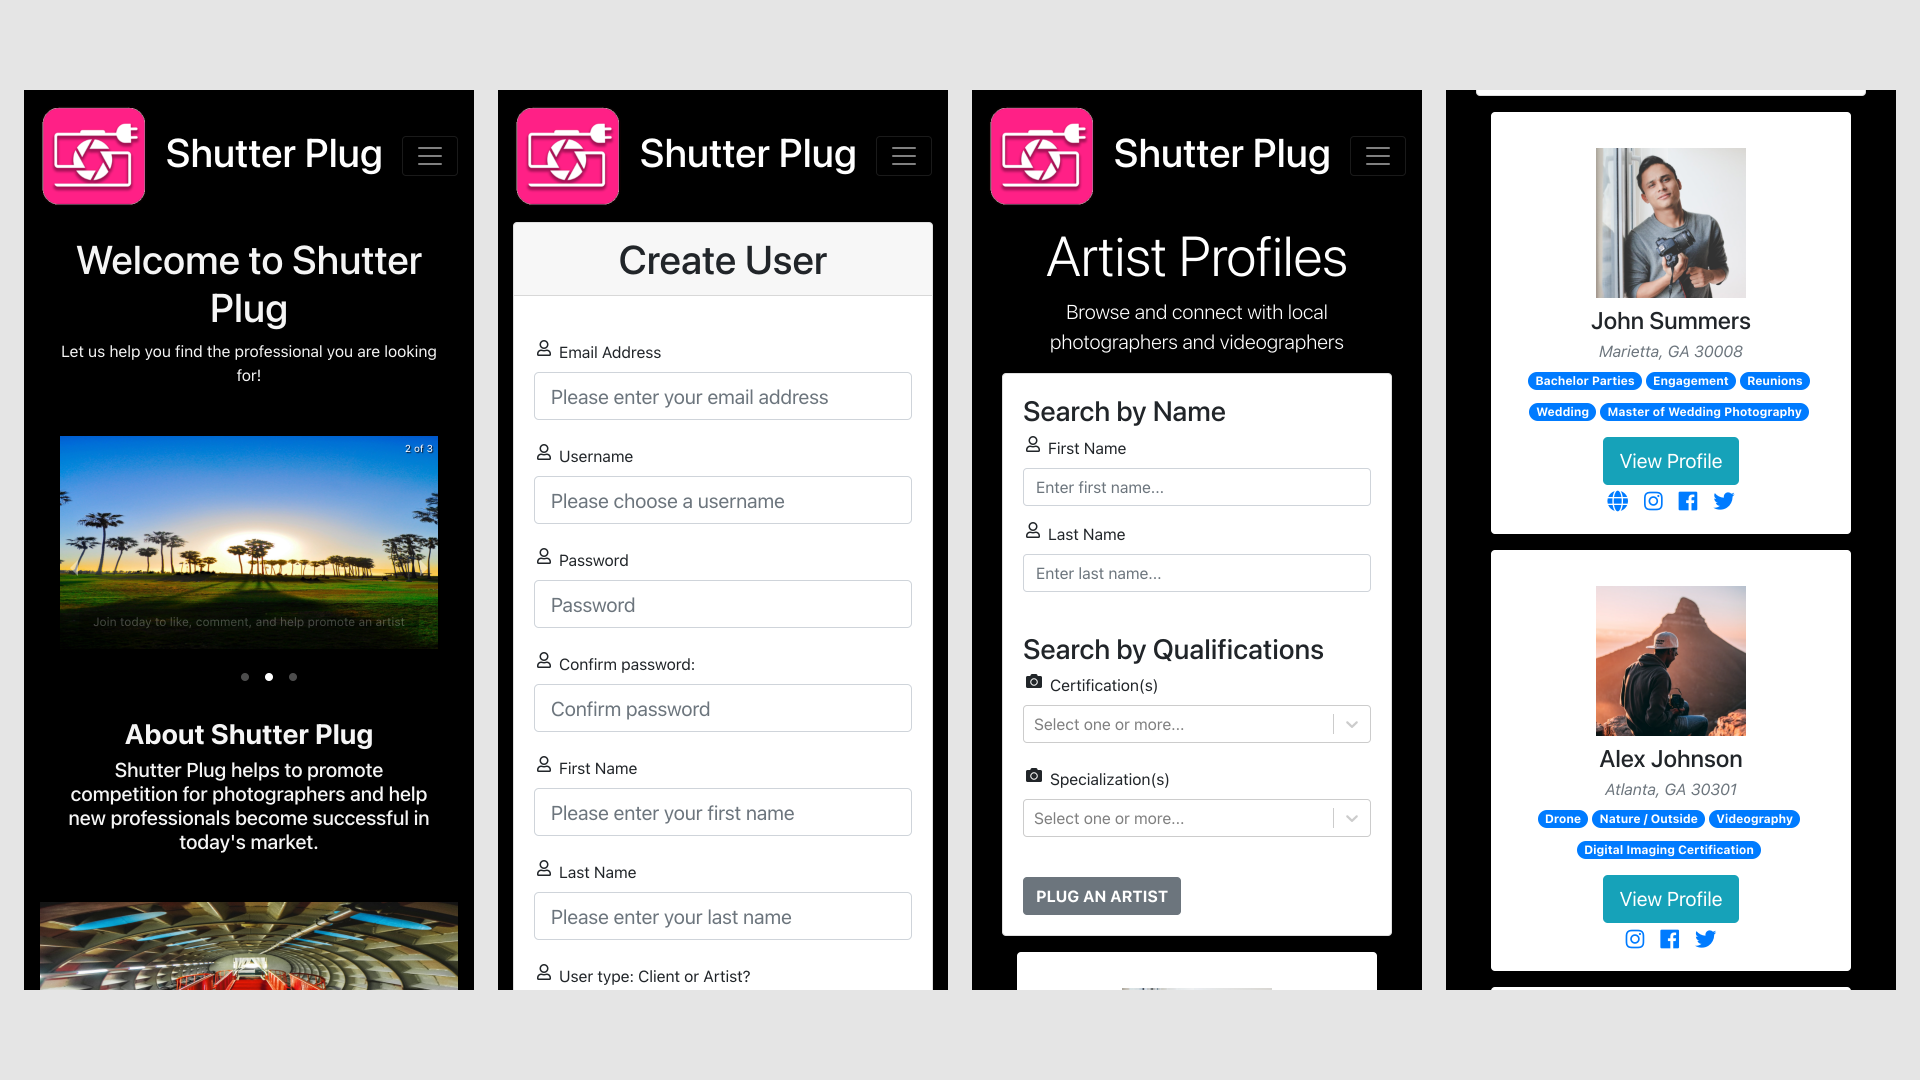 Shutter Plug
Welcome to Shutter
Plug
Let us help you find the professional you are looking
for!
2 of 3
Join today to like, comment, and help promote an artist
About Shutter Plug
Shutter Plug helps to promote
competition for photographers and help
new professionals become successful in
today's market.
Shutter Plug
Create User
Email Address
Please enter your email address
Username
Please choose a username
Password
Password
Confirm password:
Confirm password
First Name
Please enter your first name
Last Name
Please enter your last name
User type: Client or Artist?
Shutter Plug
Artist Profiles
Browse and connect with local
photographers and videographers
Search by Name
First Name
Enter first name...
Last Name
Enter last name...
Search by Qualifications
Certification(s)
Select one or more...
Specialization(s)
Select one or more...
PLUG AN ARTIST
John Summers
Marietta, GA 30008
Bachelor Parties Engagement Reunions
Wedding Master of Wedding Photography
View Profile
Alex Johnson
Atlanta, GA 30301
Drone Nature / Outside Videography
Digital Imaging Certification
View Profile